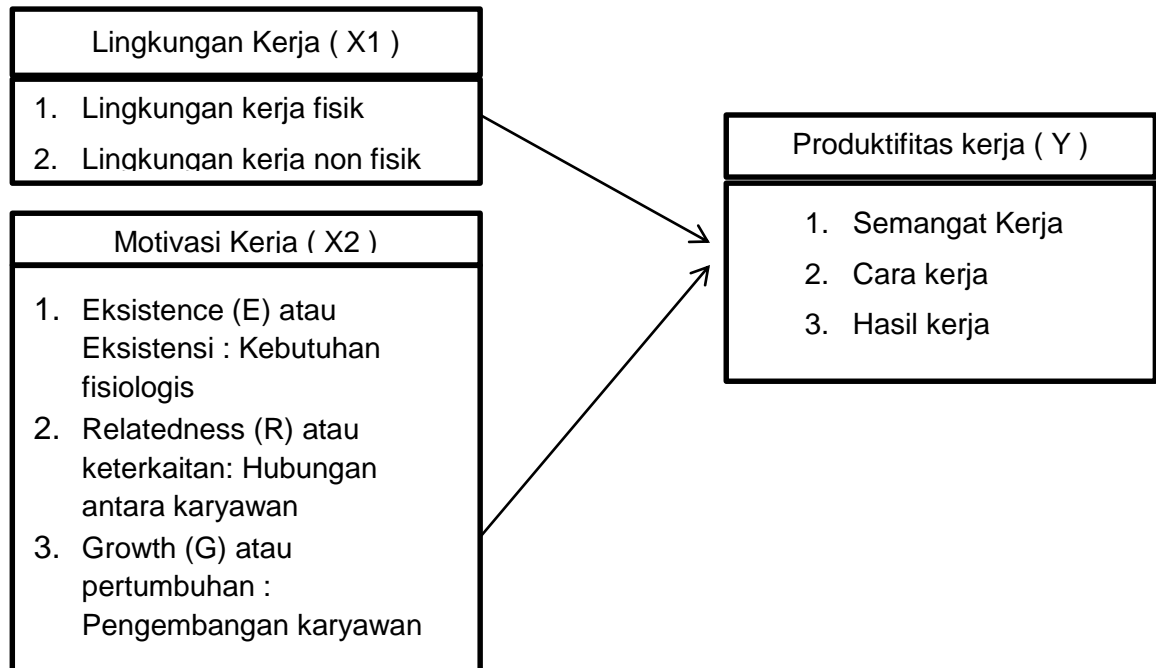 Lingkungan Kerja ( X1 )
1. Lingkungan kerja fisik
2. Lingkungan kerja non fisik
Motivasi Kerja ( X2 )
1. Eksistence (E) atau
Eksistensi : Kebutuhan
fisiologis
2. Relatedness (R) atau
keterkaitan: Hubungan
antara karyawan
3. Growth (G) atau
pertumbuhan :
Pengembangan karyawan
Produktifitas kerja ( Y )
1. Semangat Kerja
2. Cara kerja
3. Hasil kerja